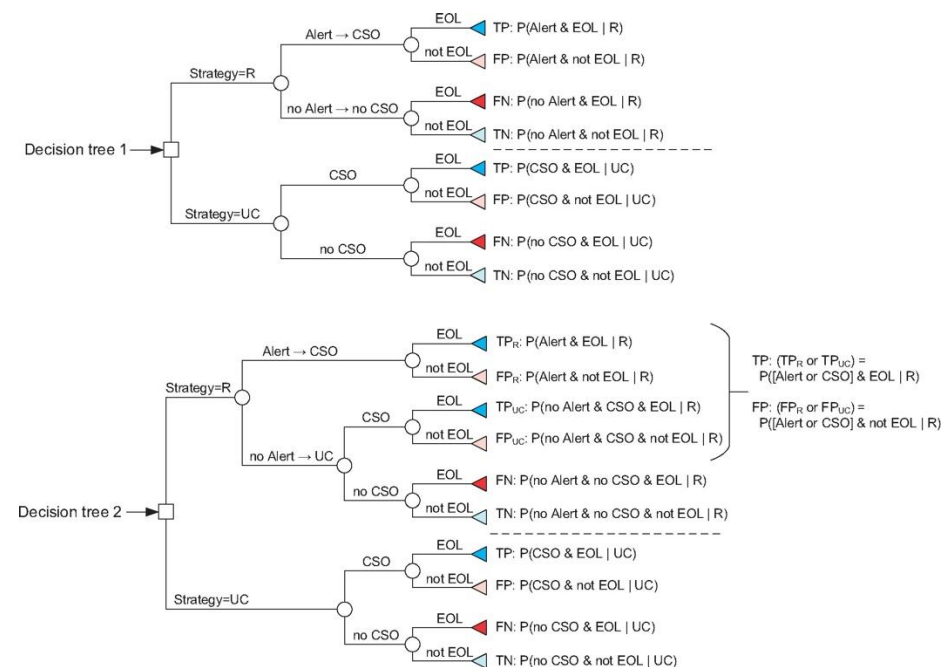 EOL
TP: P(Alert & EOL | R)
Alert → CSO
not EOL
FP: P(Alert & not EOL | R)
Strategy=R
EOL
FN: P(no Alert & EOL | R)
no Alert → no CSO
not EOL
TN: P(no Alert & not EOL | R)
Decision tree 1
EOL
TP: P(CSO & EOL | UC)
CSO
not EOL
FP: P(CSO & not EOL | UC)
Strategy=UC
EOL
FN: P(no CSO & EOL | UC)
no CSO
not EOL
TN: P(no CSO & not EOL | UC)
EOL
TPR: P(Alert & EOL | R)
Alert → CSO
not EOL
FPR: P(Alert & not EOL | R)
Strategy=R
EOL
TPUC: P(no Alert & CSO & EOL | R)
CSO
not EOL
FPUC: P(no Alert & CSO & not EOL | R)
no Alert → UC
EOL
FN: P(no Alert & no CSO & EOL | R)
no CSO
not EOL
TN: P(no Alert & no CSO & not EOL | R)
TP: (TPR or TPUC) =
P([Alert or CSO] & EOL | R)
FP: (FPR or FPUC) =
P([Alert or CSO] & not EOL | R)
Decision tree 2
EOL
TP: P(CSO & EOL | UC)
CSO
not EOL
FP: P(CSO & not EOL | UC)
Strategy=UC
EOL
FN: P(no CSO & EOL | UC)
no CSO
not EOL
TN: P(no CSO & not EOL | UC)